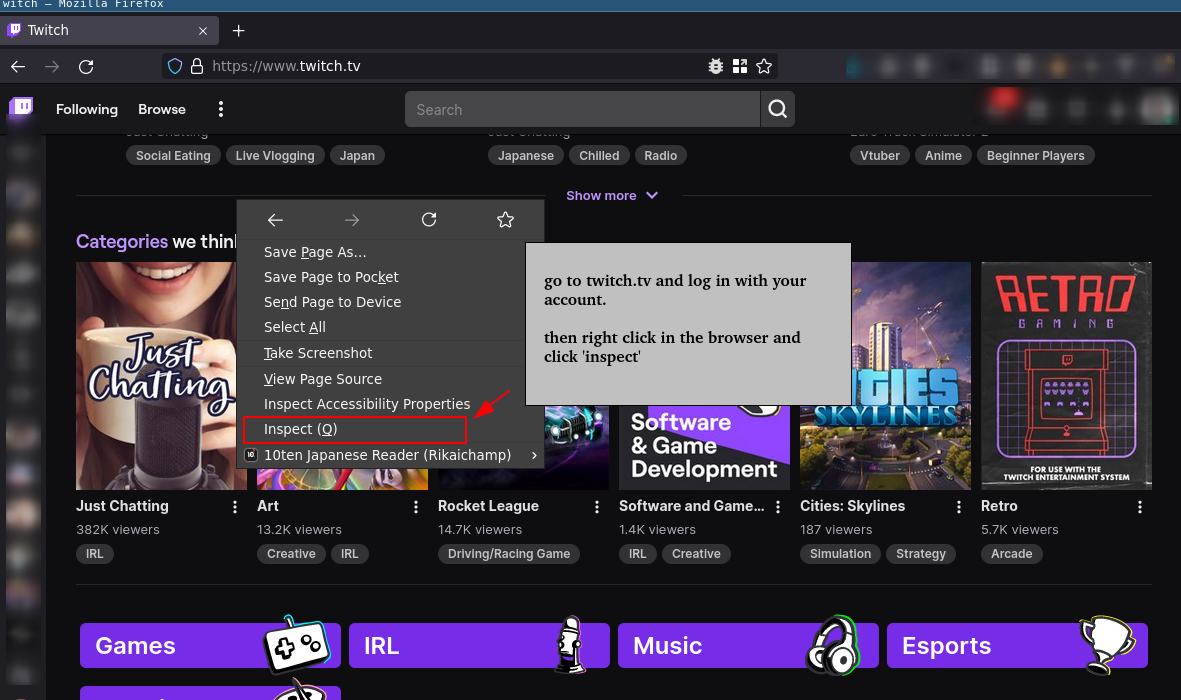 witch — Mozilla Firefox
Twitch
https://www.twitch.tv
Following Browse
Search
Social Eating Live Vlogging Japan
Japanese Chilled Radio
Vtuber Anime Beginner Players
Show more
Categories we thin
Save Page As…
Save Page to Pocket
Send Page to Device
Select All
Take Screenshot
View Page Source
Inspect Accessibility Properties
Inspect (Q)
10ten Japanese Reader (Rikaichamp)
go to twitch.tv and log in with your
account.
then right click in the browser and
click 'inspect'
Just
Chatting
Software
& Game
Development
CITIES
SKYLINES
RETRO
GAMING
FOR USE WITH THE
TWITCH ENTERTAINMENT SYSTEM
Just Chatting
382K viewers
IRL
Art
13.2K viewers
Creative IRL
Rocket League
14.7K viewers
Driving/Racing Game
Software and Game...
1.4K viewers
IRL Creative
Cities: Skylines
187 viewers
Simulation Strategy
Retro
5.7K viewers
Arcade
Games
IRL
Music
Esports